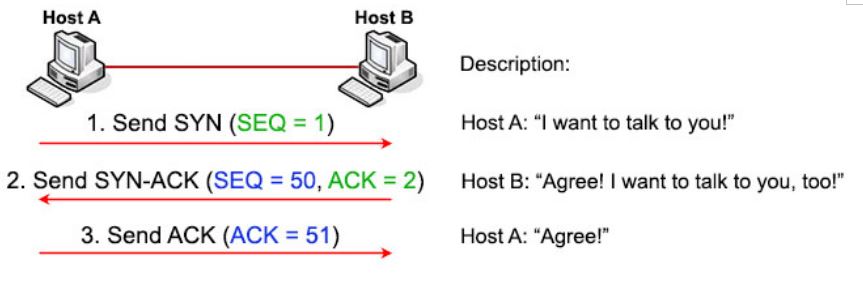 Host A
Host B
Description:
1. Send SYN (SEQ = 1)
Host A: “I want to talk to you!”
2. Send SYN-ACK (SEQ = 50, ACK = 2)
Host B: “Agree! I want to talk to you, too!”
3. Send ACK (ACK = 51)
Host A: “Agree!”